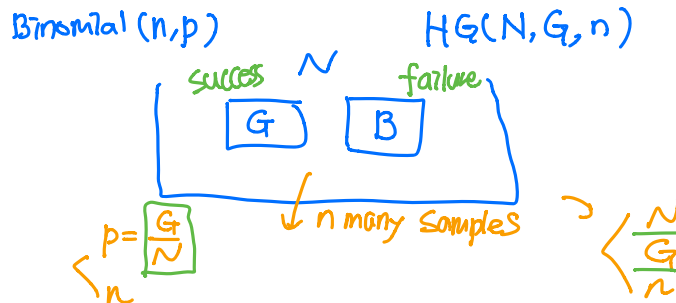 Binomial (n,p) HG(N, G, n)
N
success failure
G B
n many samples
p = G/N
n
N
G
n